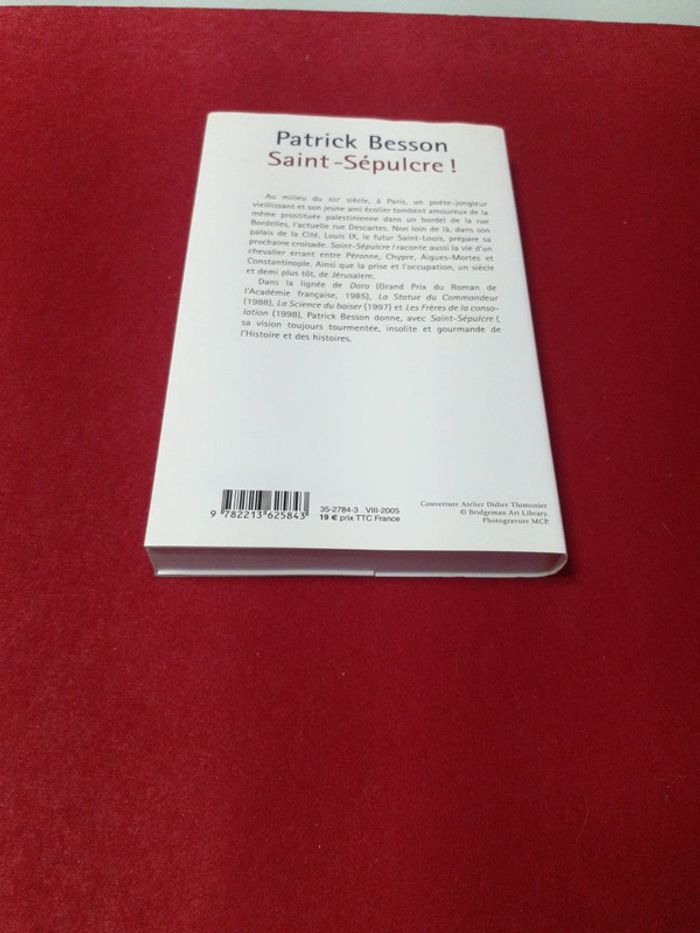 Patrick Besson
Saint-Sépulcre !
Au milieu du XIIIe siècle, à Paris, un poète-jongleur
vieillissant et son jeune ami écolier tombent amoureux de la
même prostituée palestinienne dans un bordel de la rue
Bordelles, l'actuelle rue Descartes. Non loin de là, dans son
palais de la Cité, Louis IX, le futur Saint-Louis, prépare sa
prochaine croisade. Saint-Sépulcre ! raconte aussi la vie d'un
chevalier errant entre Péronne, Chypre, Aigues-Mortes et
Constantinople. Ainsi que la prise et l'occupation, un siècle
et demi plus tôt, de Jérusalem.
Dans la lignée de Dara (Grand Prix du Roman de
l'Académie française, 1985), La Statue du Commandeur
(1988), La Science du baiser (1997) et Les Frères de la conso-
lation (1998), Patrick Besson donne, avec Saint-Sépulcre !,
sa vision toujours tourmentée, insolite et gourmande de
l'Histoire et des histoires.
9 782213 625843
35-2784-3 VIII-2005
19 € prix TTC France
Couverture Atelier Didier Thimonier
© Bridgeman Art Library.
Photogravure MCP.